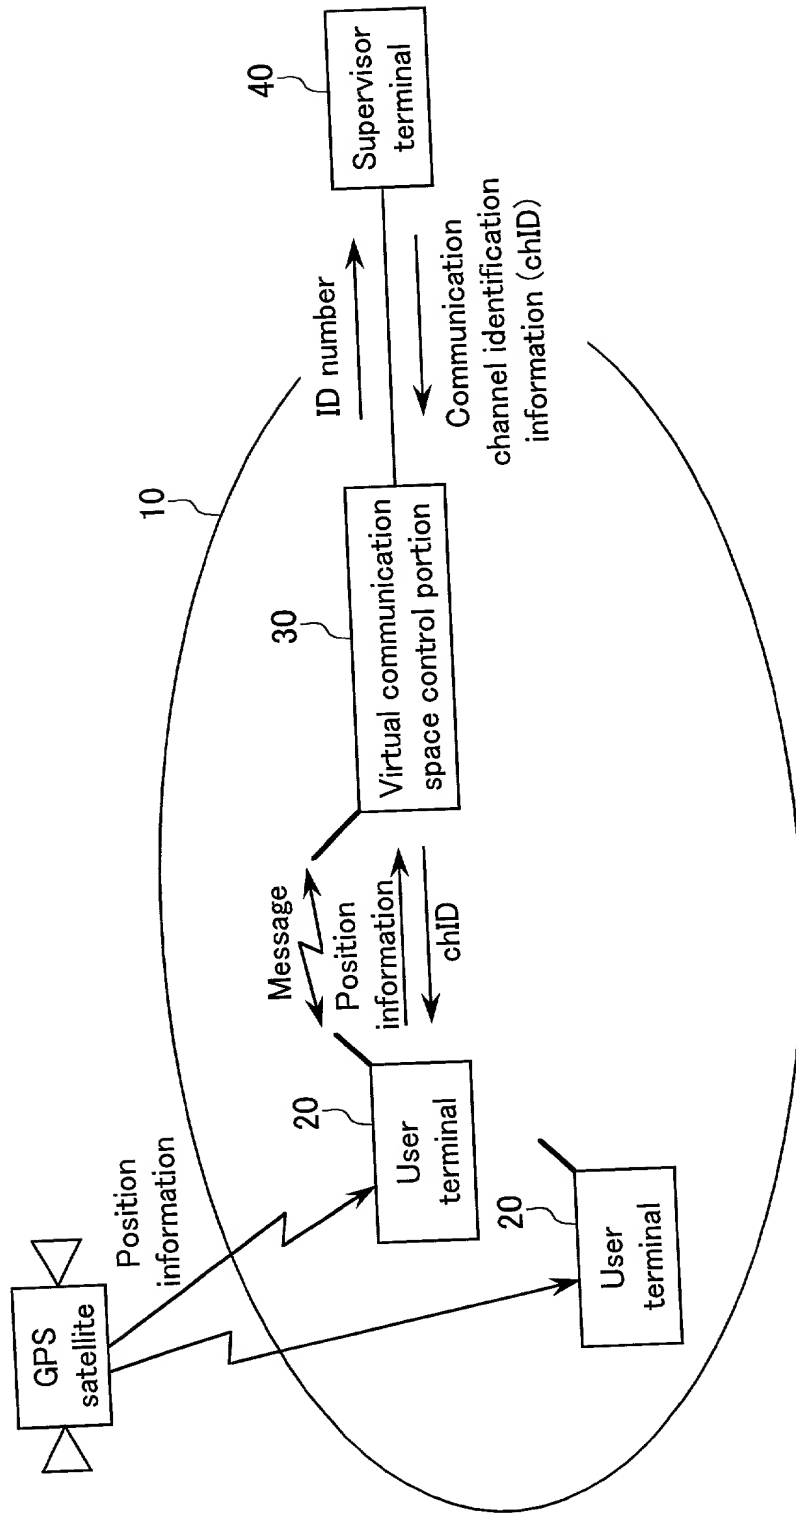 GPS
satellite
Position
information
10
20
User
terminal
20
User
terminal
Message
Position
information
chID
30
Virtual communication
space control portion
ID number
Communication
channel identification
information (chID)
40
Supervisor
terminal